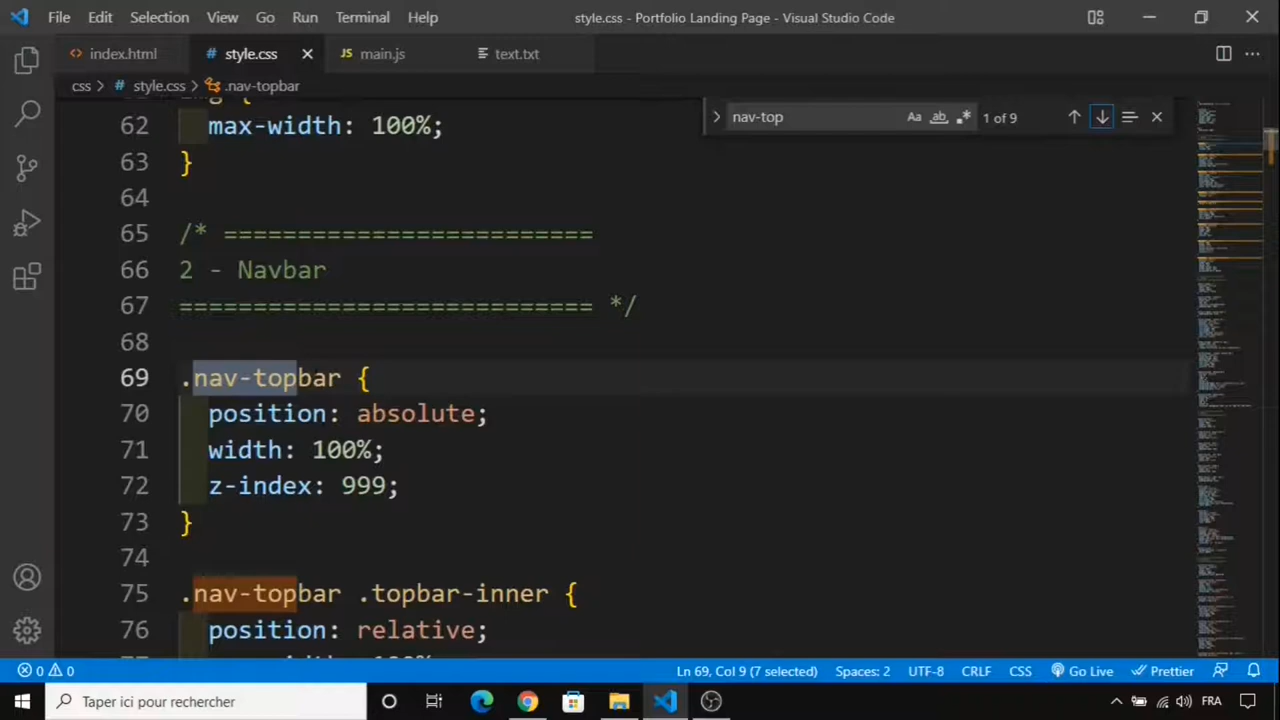 File Edit Selection View Go Run Terminal Help style.css - Portfolio Landing Page - Visual Studio Code
<> index.html # style.css × JS main.js text.txt ···
css > # style.css > .nav-topbar
nav-top Aa ab .* 1 of 9
62 max-width: 100%;
63 }
64
65 /* =========================
66 2 - Navbar
67 ============================ */
68
69 .nav-topbar {
70 position: absolute;
71 width: 100%;
72 z-index: 999;
73 }
74
75 .nav-topbar .topbar-inner {
76 position: relative;
0 0 Ln 69, Col 9 (7 selected) Spaces: 2 UTF-8 CRLF CSS Go Live Prettier
Taper ici pour rechercher FRA